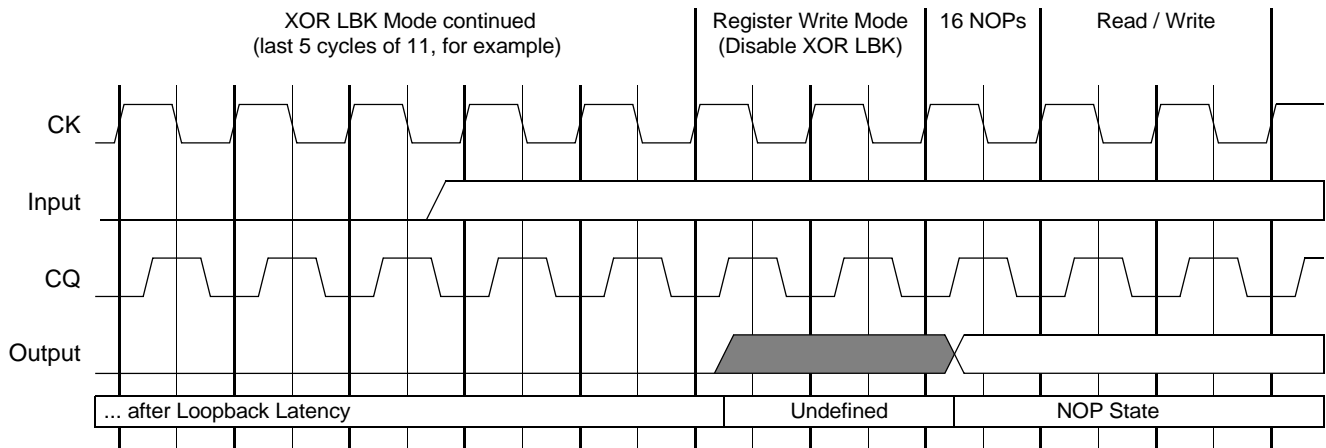 XOR LBK Mode continued
(last 5 cycles of 11, for example)
Register Write Mode
(Disable XOR LBK)
16 NOPs
Read / Write
CK
Input
CQ
Output
... after Loopback Latency
Undefined
NOP State